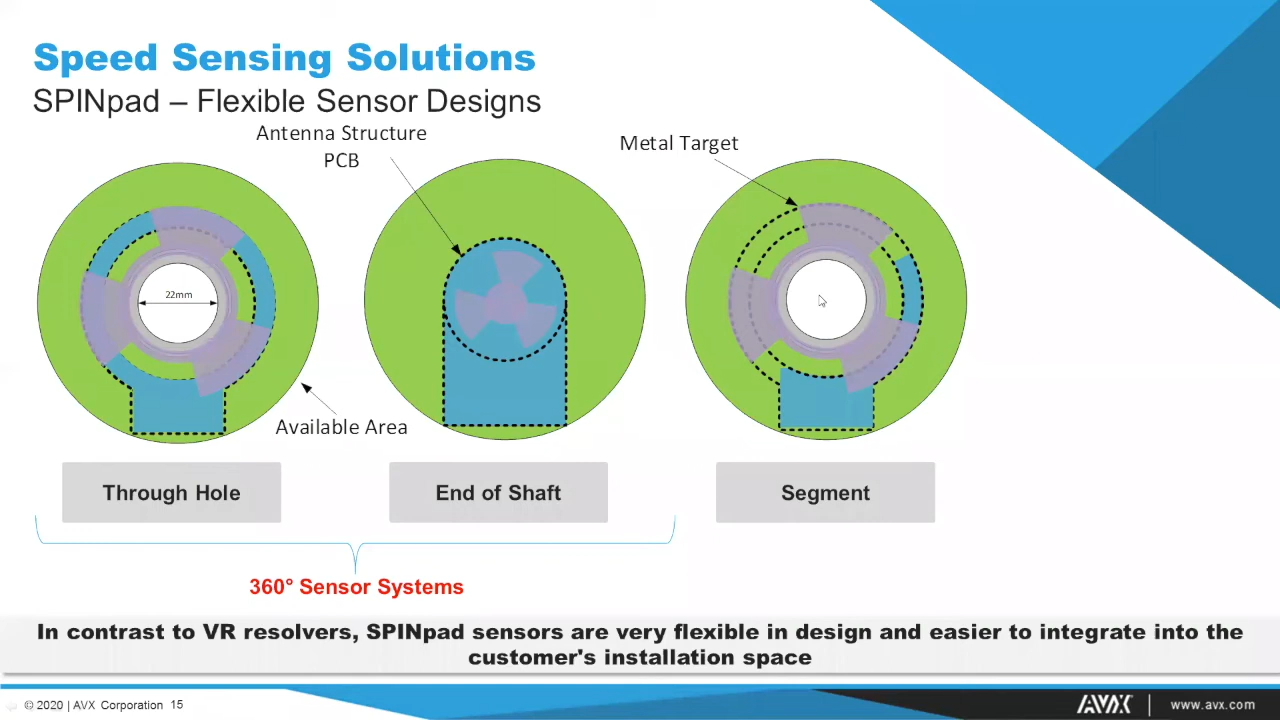 Speed Sensing Solutions
SPINpad – Flexible Sensor Designs
Antenna Structure
PCB
Metal Target
22mm
Available Area
Through Hole
End of Shaft
Segment
360° Sensor Systems
In contrast to VR resolvers, SPINpad sensors are very flexible in design and easier to integrate into the
customer's installation space
© 2020 | AVX Corporation 15
AVX
www.avx.com